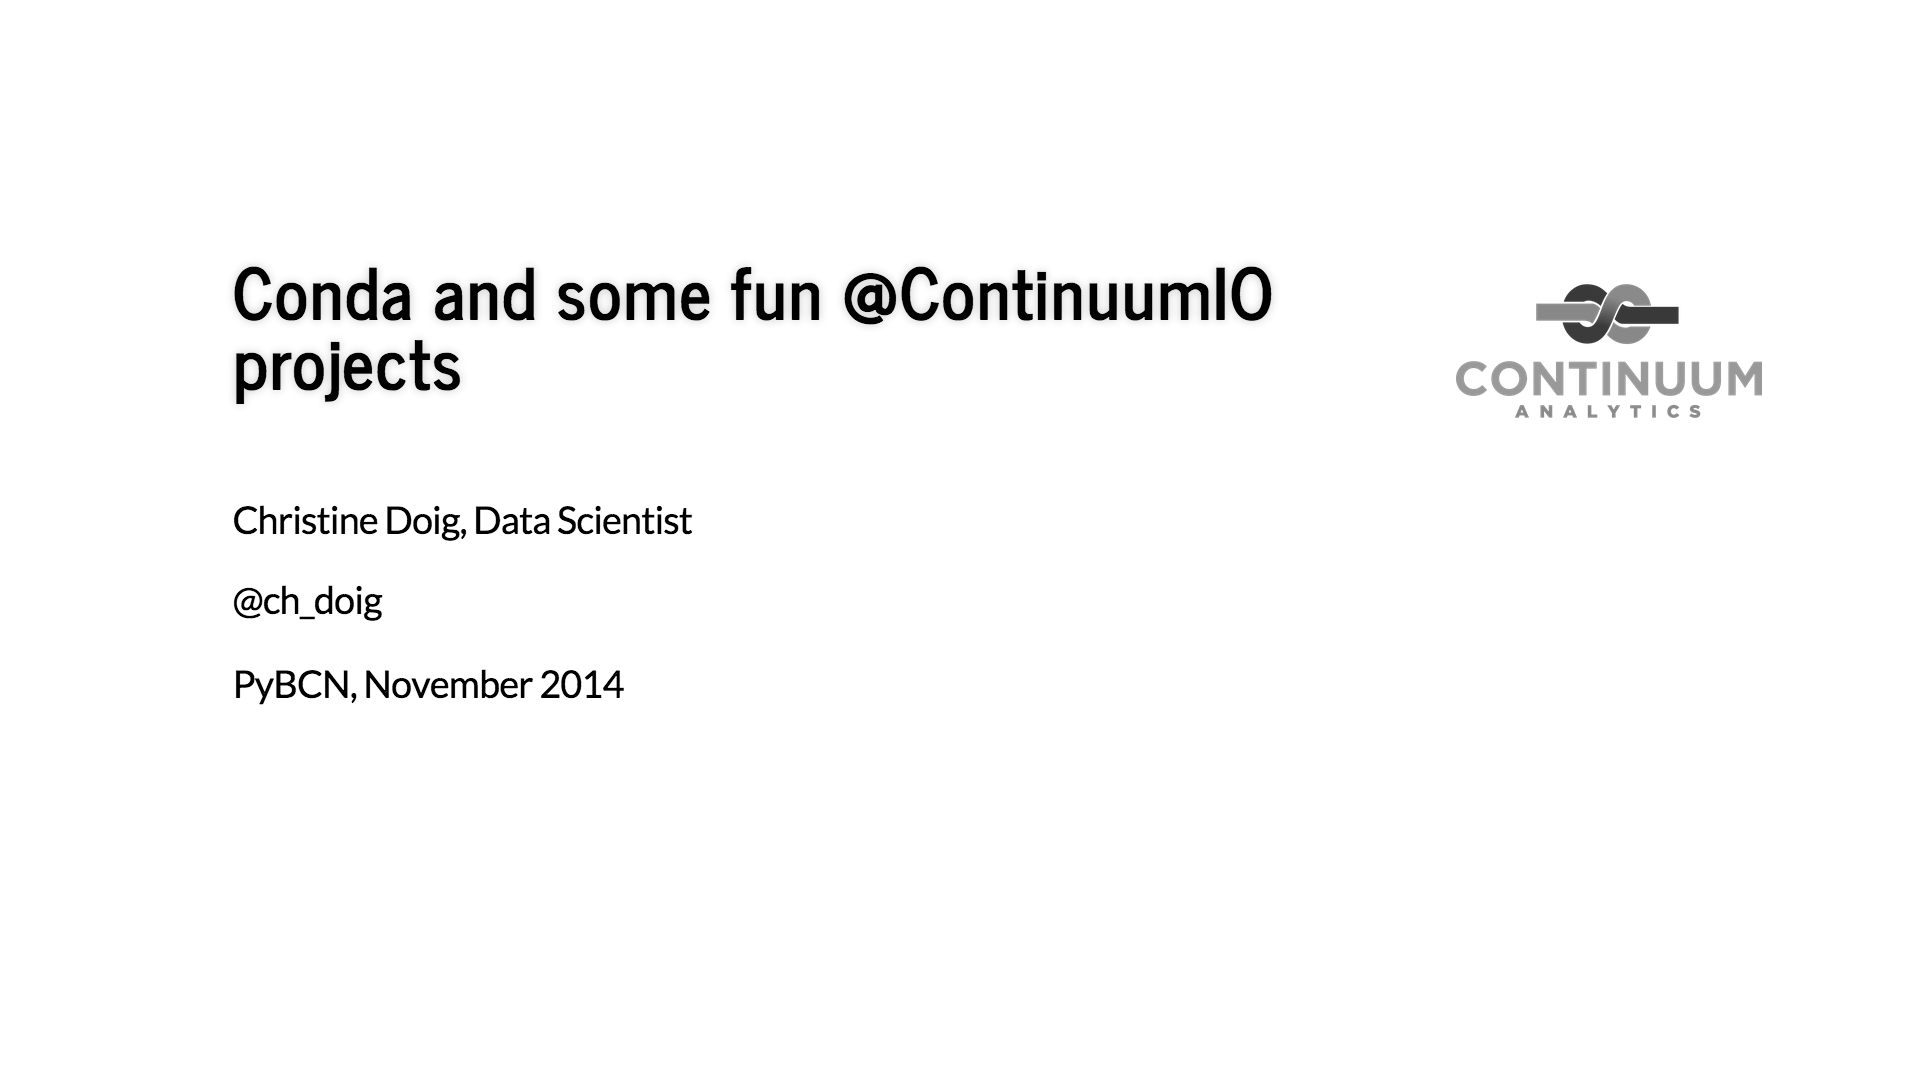 Conda and some fun @ContinuumIO
projects
CONTINUUM
ANALYTICS
Christine Doig, Data Scientist
@ch_doig
PyBCN, November 2014